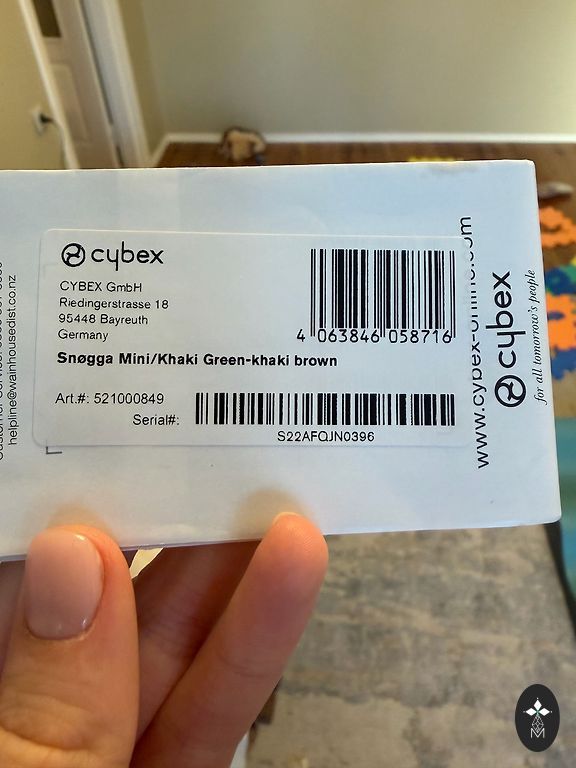 cybex
CYBEX GmbH
Riedingerstrasse 18
95448 Bayreuth
Germany
4 063846 058716
Snøgga Mini/Khaki Green-khaki brown
Art.#: 521000849
Serial#:
S22AFQJN0396
helpline@wainhousedist.co.nz
www.cybex-online.com
cybex
for all tomorrow's people
M